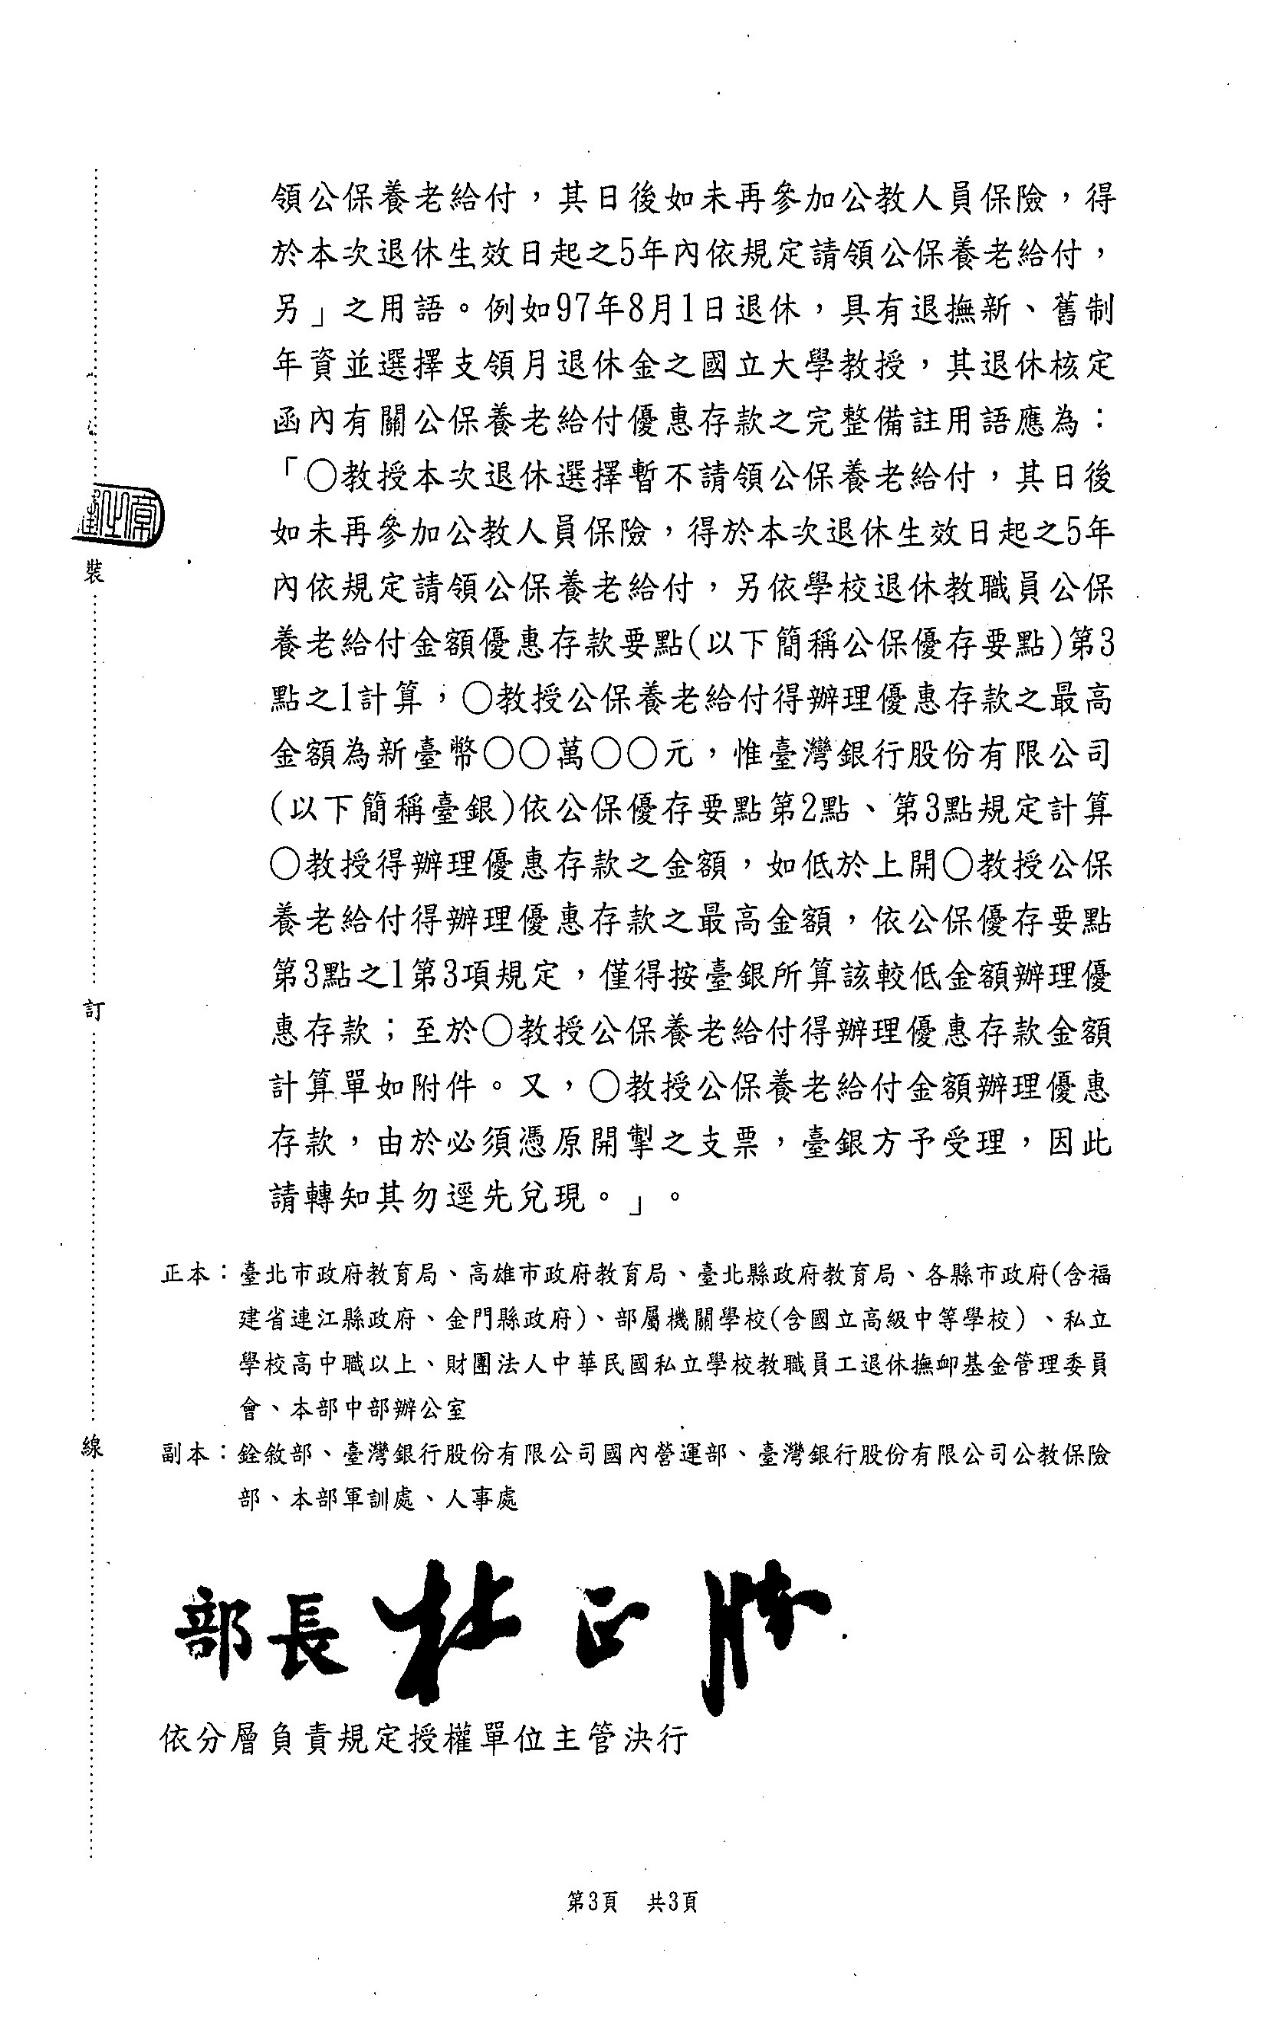 領公保養老給付，其日後如未再參加公教人員保險，得
於本次退休生效日起之5年內依規定請領公保養老給付，
另」之用語。例如97年8月1日退休，具有退撫新、舊制
年資並選擇支領月退休金之國立大學教授，其退休核定
函內有關公保養老給付優惠存款之完整備註用語應為：
「○教授本次退休選擇暫不請領公保養老給付，其日後
如未再參加公教人員保險，得於本次退休生效日起之5年
內依規定請領公保養老給付，另依學校退休教職員公保
養老給付金額優惠存款要點(以下簡稱公保優存要點)第3
點之1計算，○教授公保養老給付得辦理優惠存款之最高
金額為新臺幣○○萬○○元，惟臺灣銀行股份有限公司
(以下簡稱臺銀)依公保優存要點第2點、第3點規定計算
○教授得辦理優惠存款之金額，如低於上開○教授公保
養老給付得辦理優惠存款之最高金額，依公保優存要點
第3點之1第3項規定，僅得按臺銀所算該較低金額辦理優
惠存款；至於○教授公保養老給付得辦理優惠存款金額
計算單如附件。又，○教授公保養老給付金額辦理優惠
存款，由於必須憑原開掣之支票，臺銀方予受理，因此
請轉知其勿逕先兌現。」。
裝
訂
線
正本：臺北市政府教育局、高雄市政府教育局、臺北縣政府教育局、各縣市政府(含福
建省連江縣政府、金門縣政府)、部屬機關學校(含國立高級中等學校)、私立
學校高中職以上、財團法人中華民國私立學校教職員工退休撫卹基金管理委員
會、本部中部辦公室
副本：銓敘部、臺灣銀行股份有限公司國內營運部、臺灣銀行股份有限公司公教保險
部、本部軍訓處、人事處
部長 杜正勝
依分層負責規定授權單位主管決行
第3頁 共3頁